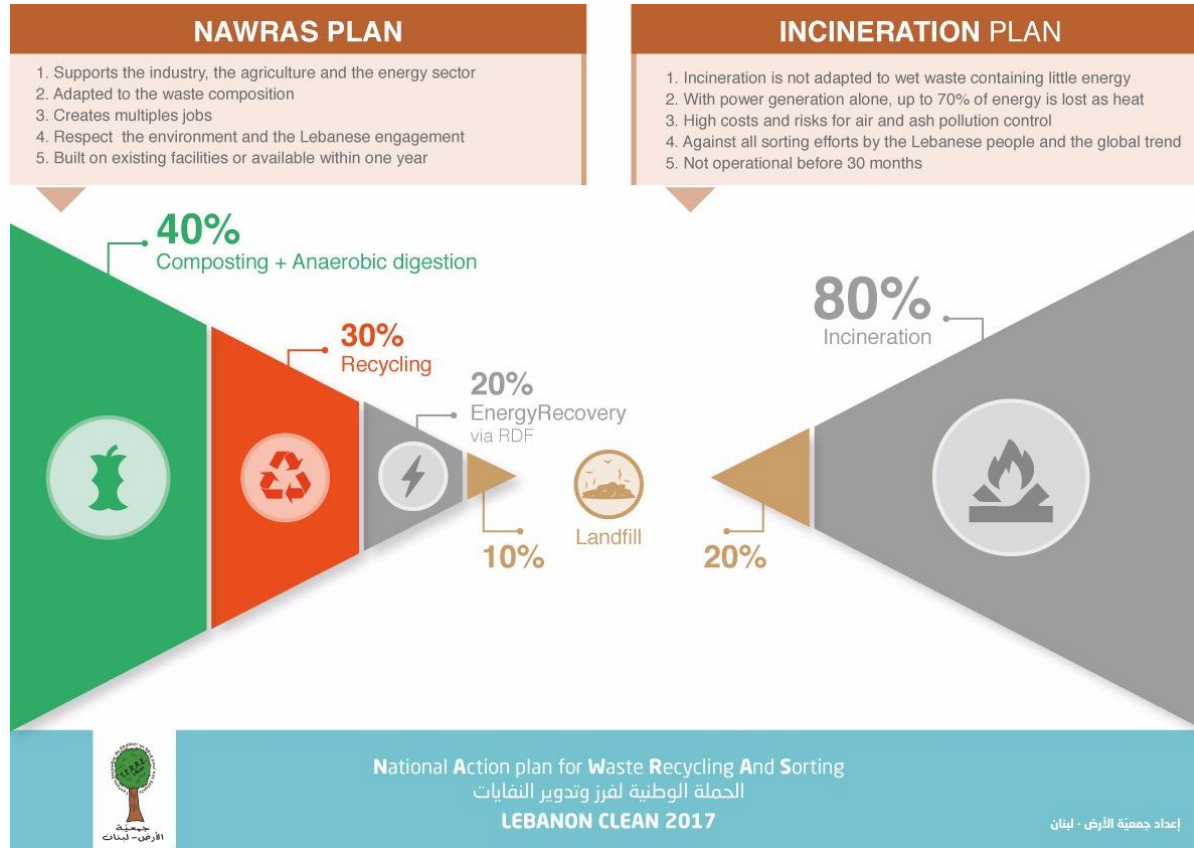 NAWRAS PLAN
1. Supports the industry, the agriculture and the energy sector
2. Adapted to the waste composition
3. Creates multiples jobs
4. Respect the environment and the Lebanese engagement
5. Built on existing facilities or available within one year
INCINERATION PLAN
1. Incineration is not adapted to wet waste containing little energy
2. With power generation alone, up to 70% of energy is lost as heat
3. High costs and risks for air and ash pollution control
4. Against all sorting efforts by the Lebanese people and the global trend
5. Not operational before 30 months
40%
Composting + Anaerobic digestion
30%
Recycling
20%
EnergyRecovery
via RDF
10%
Landfill
20%
80%
Incineration
National Action plan for Waste Recycling And Sorting
الحملة الوطنية لفرز وتدوير النفايات
LEBANON CLEAN 2017
جمعيّة
الأرض - لبنان
إعداد جمعيّة الأرض - لبنان